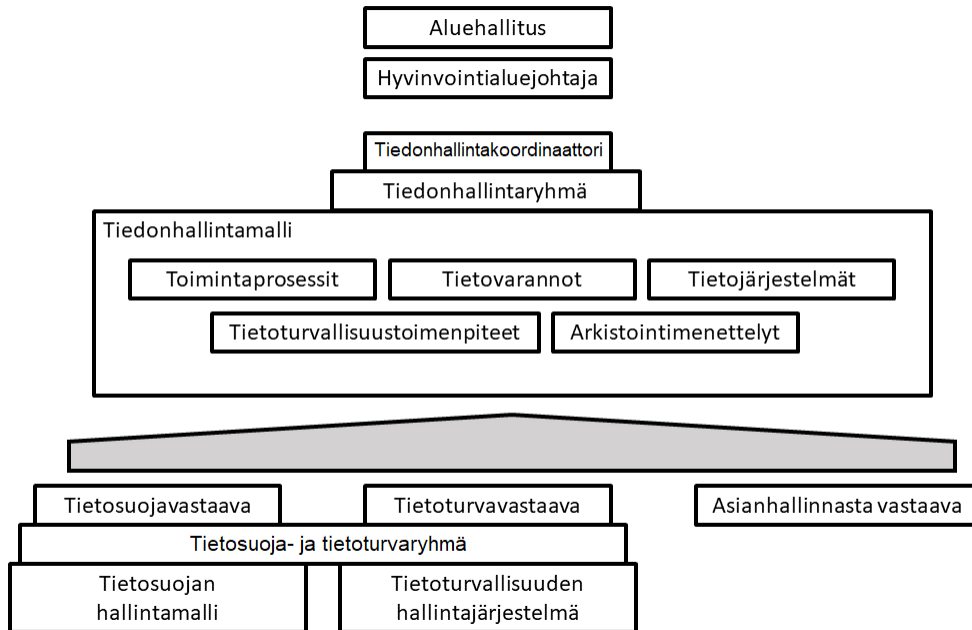 Aluehallitus
Hyvinvointialuejohtaja
Tiedonhallintakoordinaattori
Tiedonhallintaryhmä
Tiedonhallintamalli
Toimintaprosessit
Tietovarannot
Tietojärjestelmät
Tietoturvallisuustoimenpiteet
Arkistointimenettelyt
Tietosuojavastaava
Tietoturvavastaava
Asianhallinnasta vastaava
Tietosuoja- ja tietoturvaryhmä
Tietosuojan
hallintamalli
Tietoturvallisuuden
hallintajärjestelmä